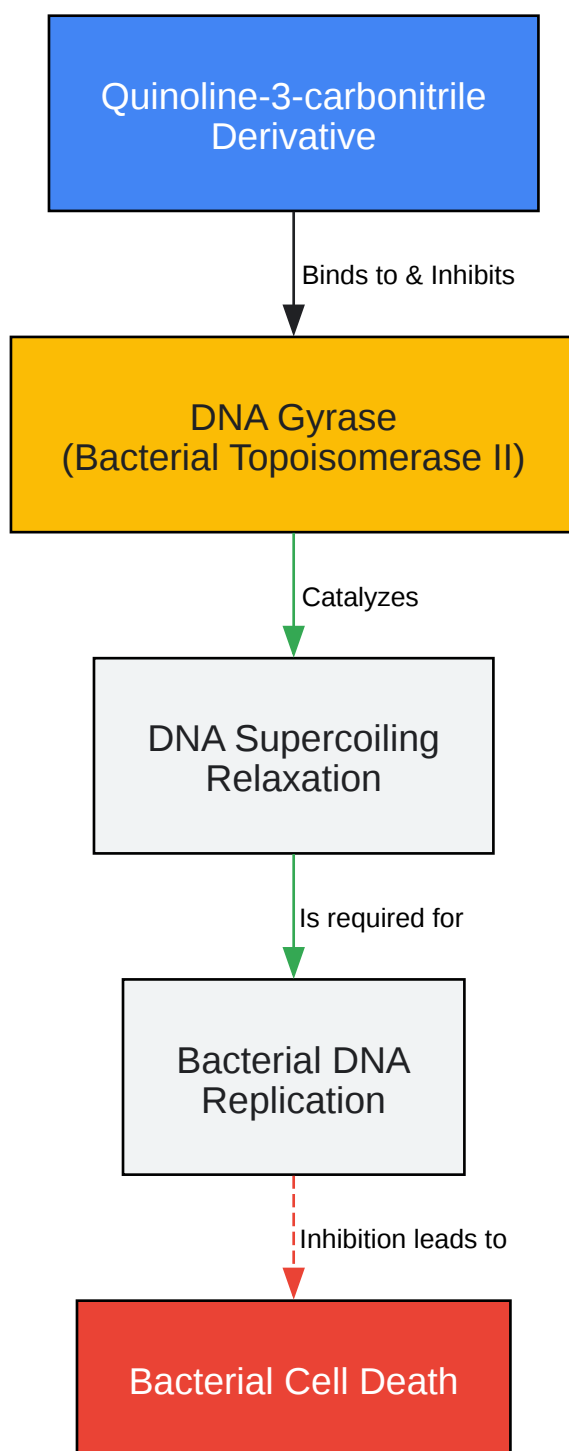 Quinoline-3-carbonitrile
Derivative
Binds to & Inhibits
DNA Gyrase
(Bacterial Topoisomerase II)
Catalyzes
DNA Supercoiling
Relaxation
Is required for
Bacterial DNA
Replication
Inhibition leads to
Bacterial Cell Death